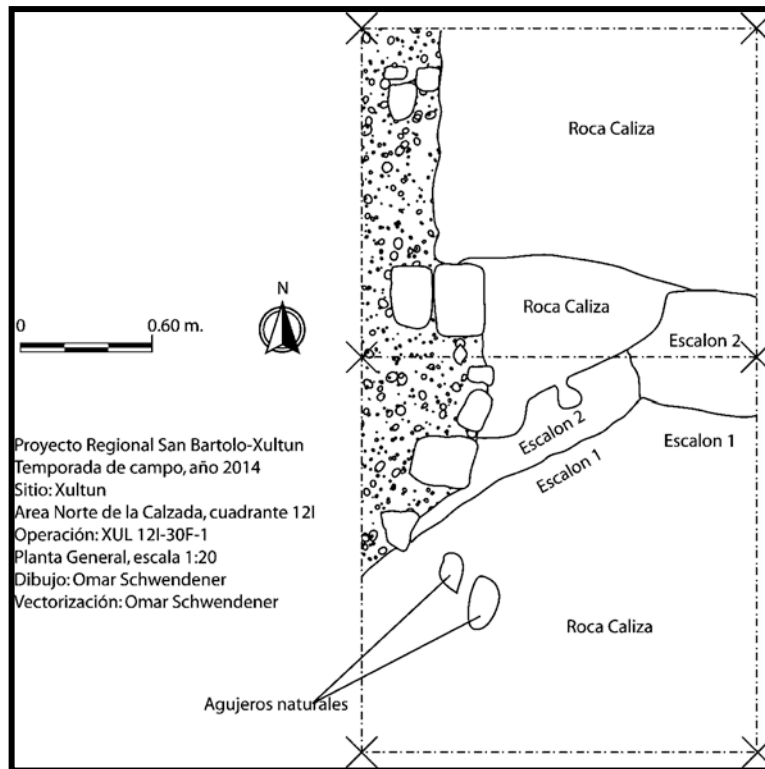 Roca Caliza
N
0 0.60 m.
Roca Caliza
Escalon 2
Escalon 2
Escalon 1
Escalon 1
Proyecto Regional San Bartolo-Xultun
Temporada de campo, año 2014
Sitio: Xultun
Area Norte de la Calzada, cuadrante 12I
Operación: XUL 12I-30F-1
Planta General, escala 1:20
Dibujo: Omar Schwendener
Vectorización: Omar Schwendener
Roca Caliza
Agujeros naturales